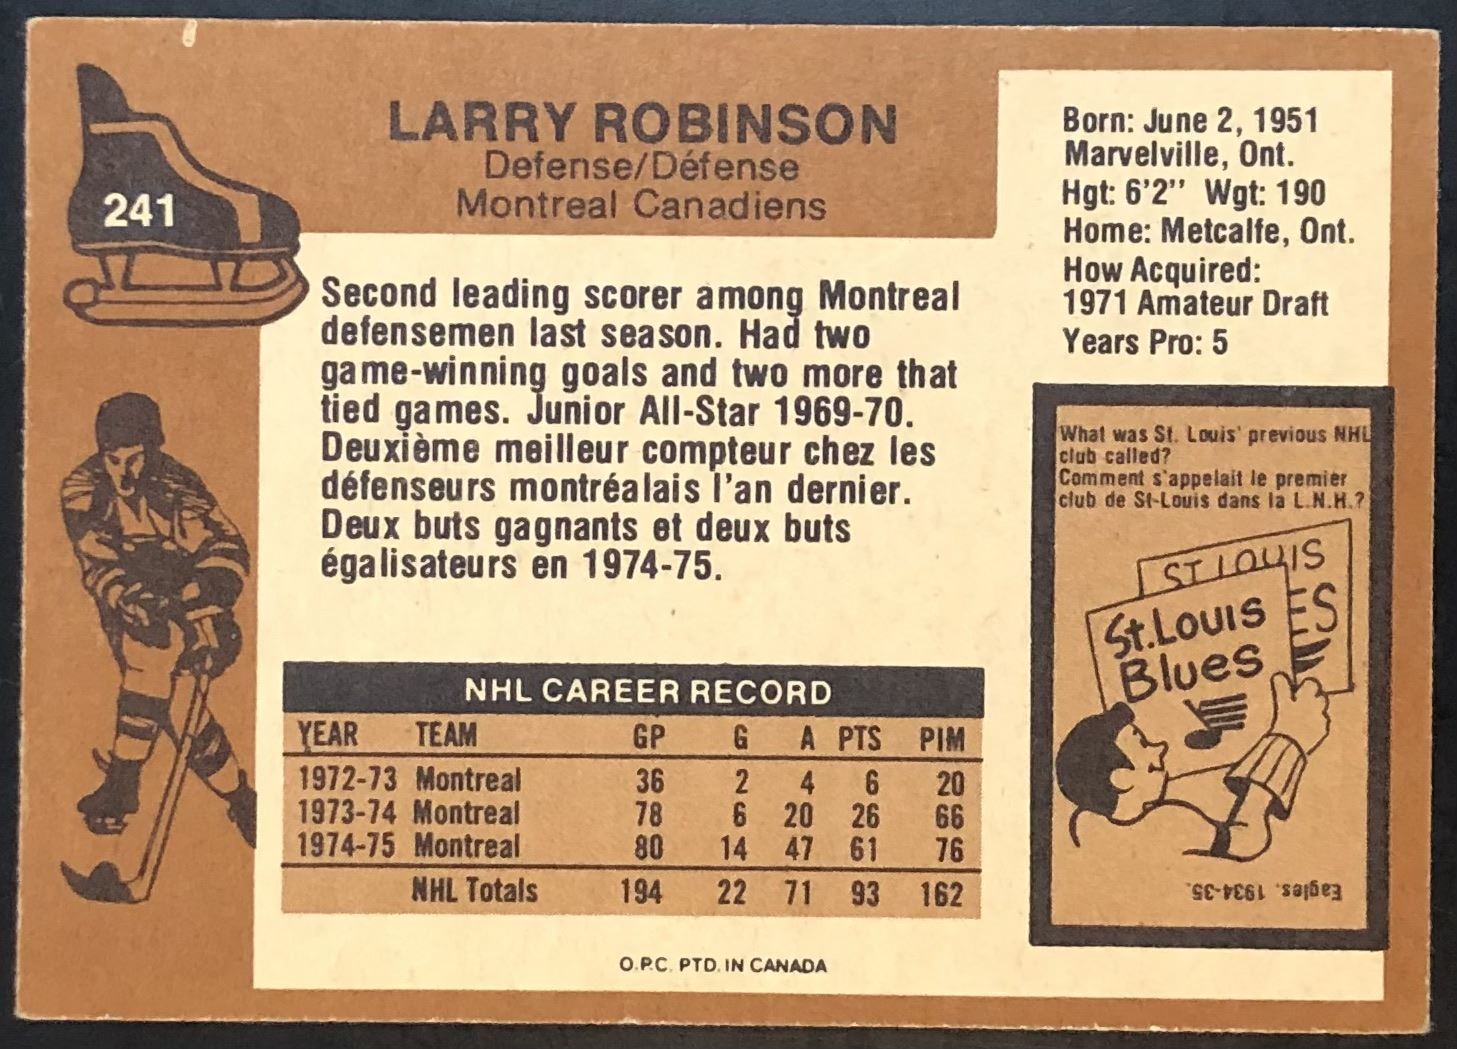 241
LARRY ROBINSON
Defense/Défense
Montreal Canadiens
Born: June 2, 1951
Marvelville, Ont.
Hgt: 6'2" Wgt: 190
Home: Metcalfe, Ont.
How Acquired:
1971 Amateur Draft
Years Pro: 5
Second leading scorer among Montreal
defensemen last season. Had two
game-winning goals and two more that
tied games. Junior All-Star 1969-70.
Deuxième meilleur compteur chez les
défenseurs montréalais l'an dernier.
Deux buts gagnants et deux buts
égalisateurs en 1974-75.
NHL CAREER RECORD
YEAR TEAM GP G A PTS PIM
1972-73 Montreal 36 2 4 6 20
1973-74 Montreal 78 6 20 26 66
1974-75 Montreal 80 14 47 61 76
NHL Totals 194 22 71 93 162
O.P.C. PTD. IN CANADA
What was St. Louis' previous NHL
club called?
Comment s'appelait le premier
club de St-Louis dans la L.N.H.?
ST LOUIS
ES
St. Louis
Blues
Eagles. 1934-35.